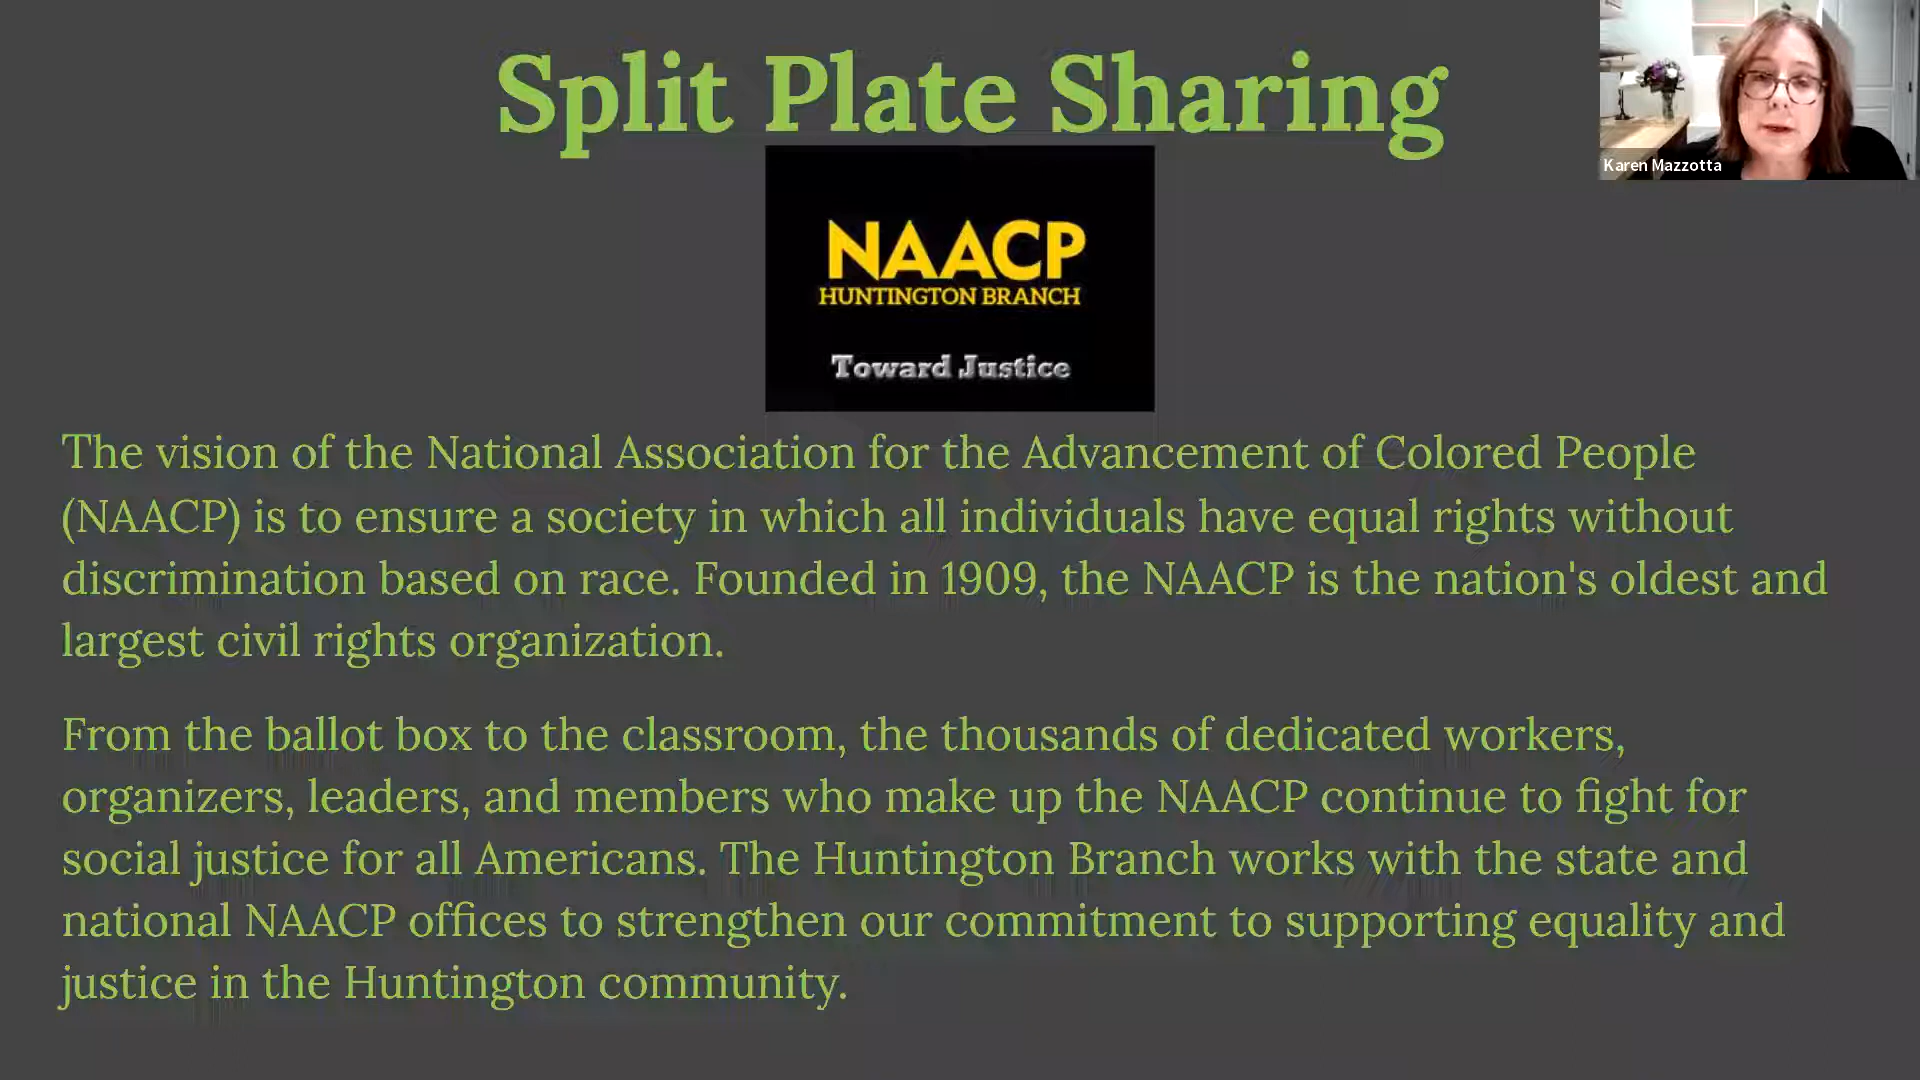 Split Plate Sharing
Karen Mazzotta
NAACP
HUNTINGTON BRANCH
Toward Justice
The vision of the National Association for the Advancement of Colored People
(NAACP) is to ensure a society in which all individuals have equal rights without
discrimination based on race. Founded in 1909, the NAACP is the nation's oldest and
largest civil rights organization.
From the ballot box to the classroom, the thousands of dedicated workers,
organizers, leaders, and members who make up the NAACP continue to fight for
social justice for all Americans. The Huntington Branch works with the state and
national NAACP offices to strengthen our commitment to supporting equality and
justice in the Huntington community.